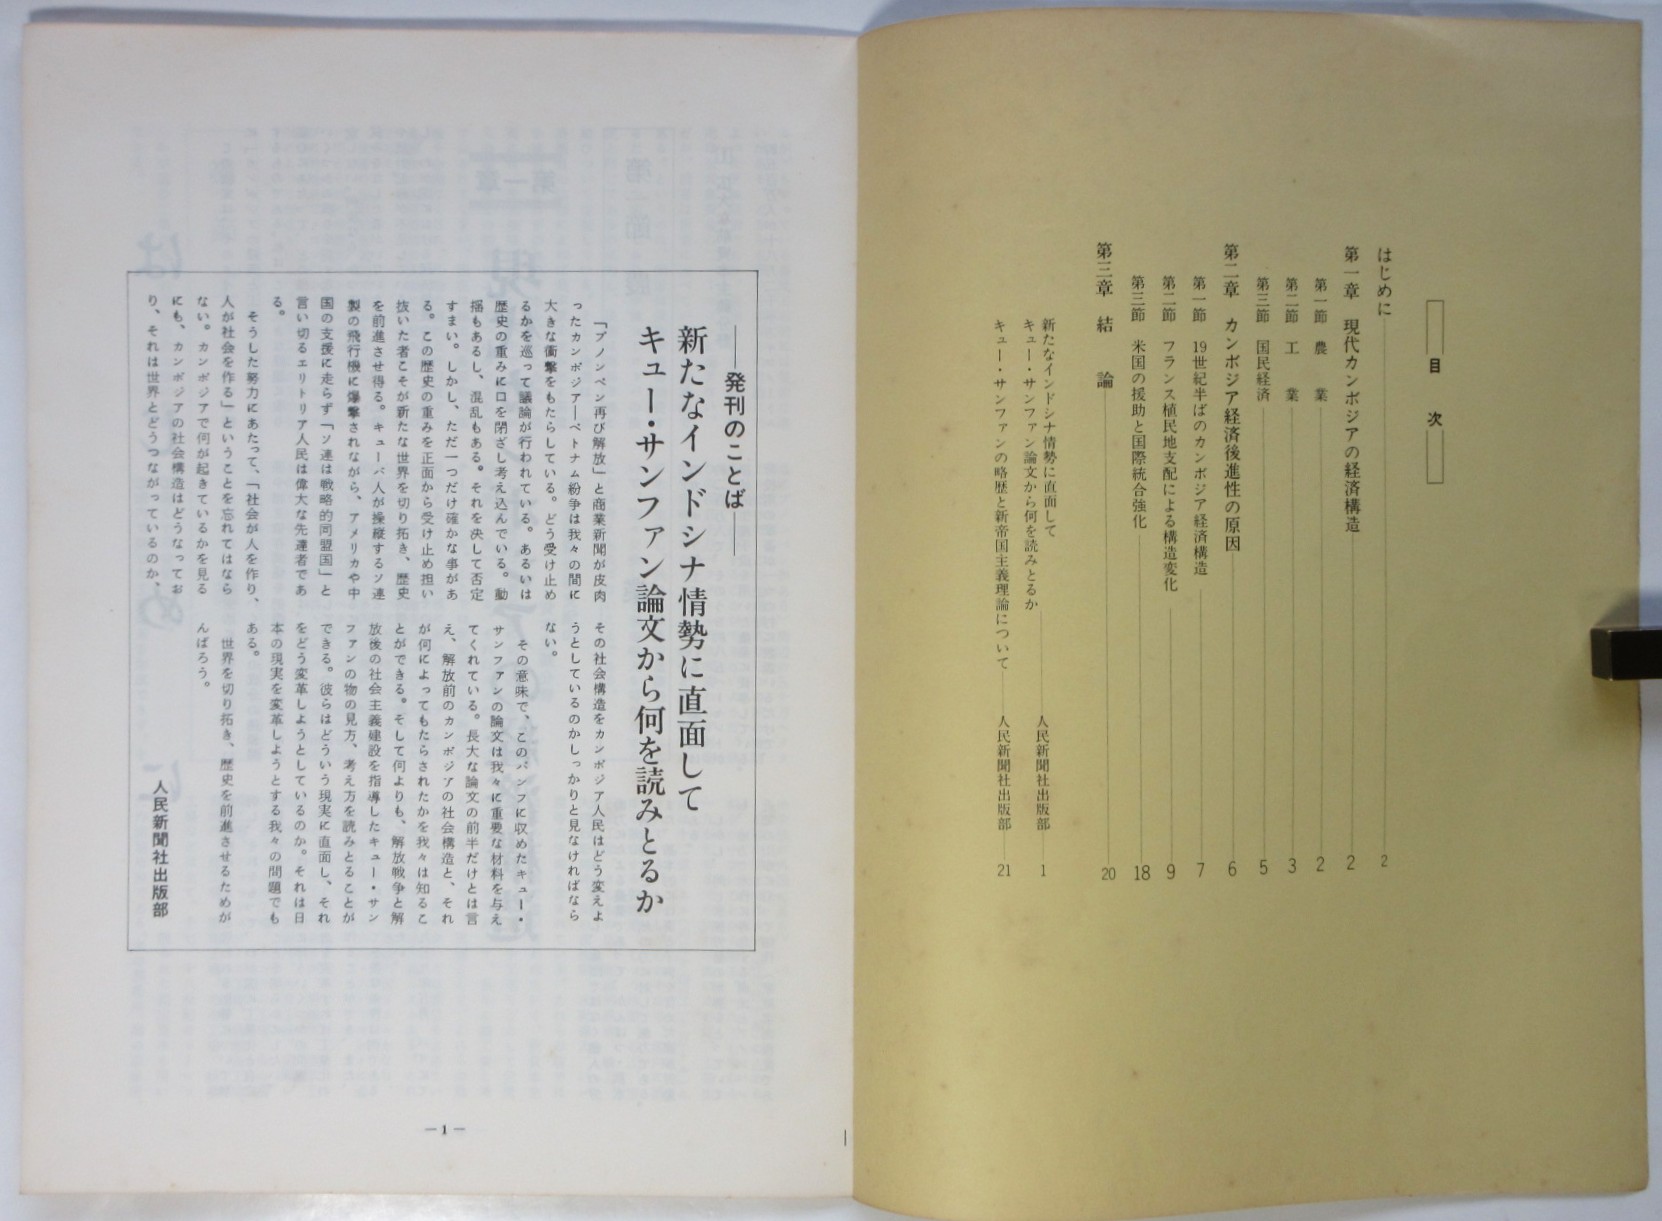 目次
はじめに 2
第一章 現代カンボジアの経済構造 2
第一節 農業 2
第二節 工業 3
第三節 国民経済 5
第二章 カンボジア経済後進性の原因 6
第一節 19世紀半ばのカンボジア経済構造 7
第二節 フランス植民地支配による構造変化 9
第三節 米国の援助と国際統合強化 18
第三章 結論 20
新たなインドシナ情勢に直面して
キュー・サンファン論文から何を読みとるか 人民新聞社出版部 1
キュー・サンファンの略歴と新帝国主義理論について 人民新聞社出版部 21
——発刊のことば——
新たなインドシナ情勢に直面して
キュー・サンファン論文から何を読みとるか
「プノンペン再び解放」と商業新聞が皮肉
ったカンボジア—ベトナム紛争は我々の間に
大きな衝撃をもたらしている。どう受け止め
るかを巡って議論が行われている。あるいは
歴史の重みに口を閉ざし考え込んでいる。動
揺もあるし、混乱もある。それを決して否定
すまい。しかし、ただ一つだけ確かな事があ
る。この歴史の重みを正面から受け止め担い
抜いた者こそが新たな世界を切り拓き、歴史
を前進させ得る。キューバ人が操縦するソ連
製の飛行機に爆撃されながら、アメリカや中
国の支援に走らず「ソ連は戦略的同盟国」と
言い切るエリトリア人民は偉大な先達者であ
る。
そうした努力にあたって、「社会が人を作り、
人が社会を作る」ということを忘れてはなら
ない。カンボジアで何が起きているかを見る
にも、カンボジアの社会構造はどうなってお
り、それは世界とどうつながっているのか、
その社会構造をカンボジア人民はどう変えよ
うとしているのかしっかりと見なければなら
ない。
その意味で、このパンフに収めたキュー・
サンファンの論文は我々に重要な材料を与え
てくれている。長大な論文の前半だけとは言
え、解放前のカンボジアの社会構造と、それ
が何によってもたらされたかを我々は知るこ
とができる。そして何よりも、解放戦争と解
放後の社会主義建設を指導したキュー・サン
ファンの物の見方、考え方を読みとることが
できる。彼らはどういう現実に直面し、それ
をどう変革しようとしているのか。それは日
本の現実を変革しようとする我々の問題でも
ある。
世界を切り拓き、歴史を前進させるためが
んばろう。
人民新聞社出版部
—1—